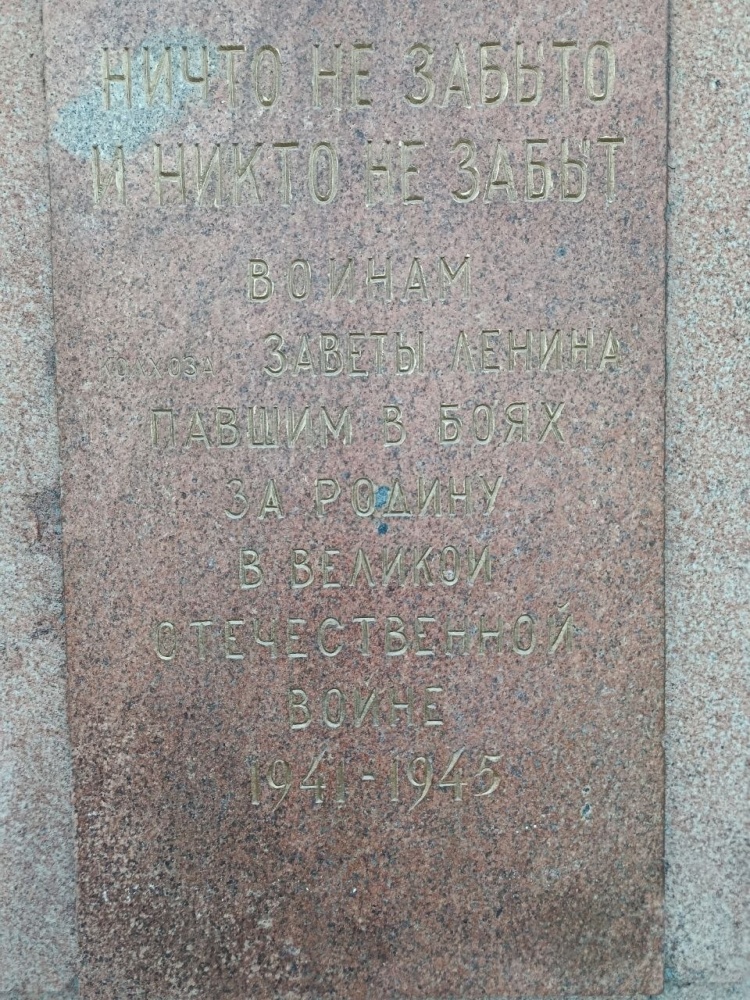 НИЧТО НЕ ЗАБЫТО
И НИКТО НЕ ЗАБЫТ
ВОИНАМ
КОЛХОЗА ЗАВЕТЫ ЛЕНИНА
ПАВШИМ В БОЯХ
ЗА РОДИНУ
В ВЕЛИКОЙ
ОТЕЧЕСТВЕННОЙ
ВОЙНЕ
1941-1945